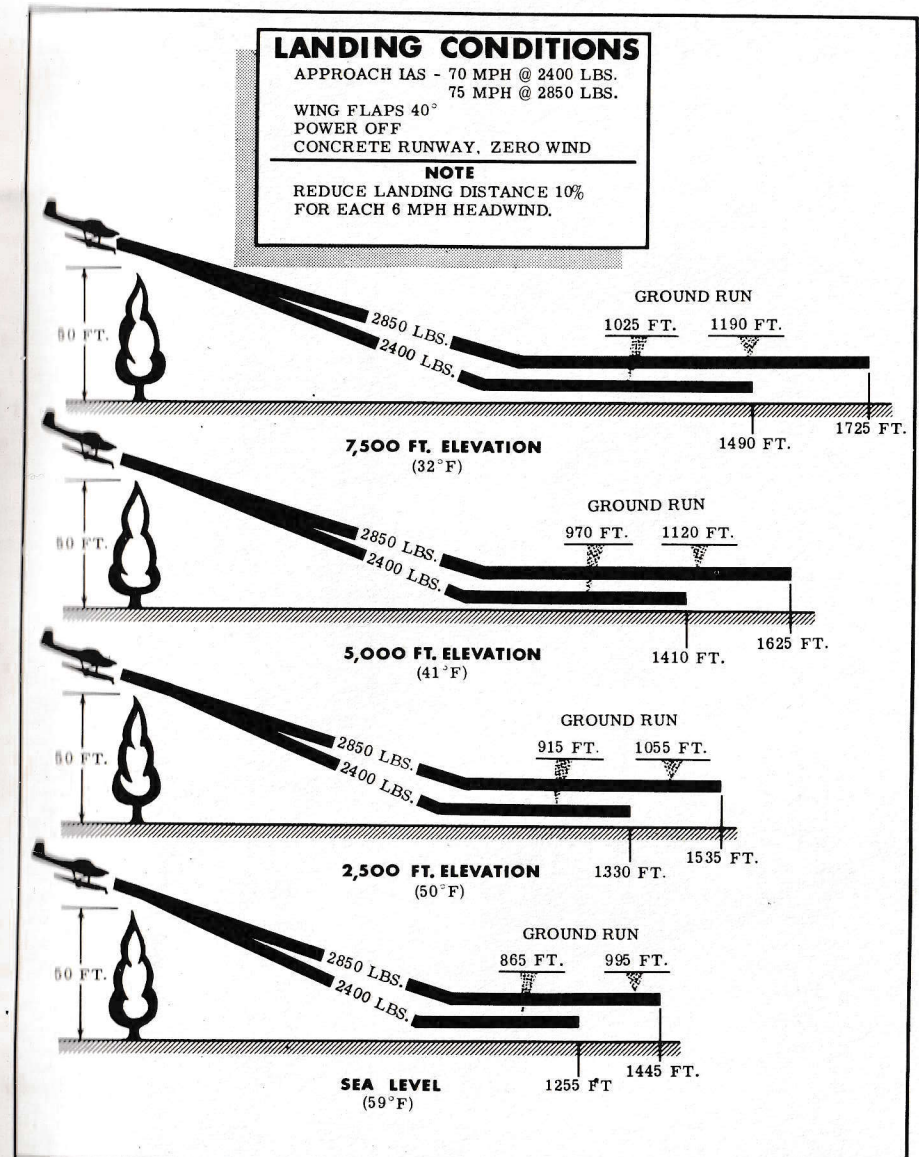 LANDING CONDITIONS
APPROACH IAS - 70 MPH @ 2400 LBS.
75 MPH @ 2850 LBS.
WING FLAPS 40°
POWER OFF
CONCRETE RUNWAY, ZERO WIND
NOTE
REDUCE LANDING DISTANCE 10%
FOR EACH 6 MPH HEADWIND.
GROUND RUN
1025 FT. 1190 FT.
50 FT.
2850 LBS.
2400 LBS.
1490 FT. 1725 FT.
7,500 FT. ELEVATION
(32°F)
GROUND RUN
970 FT. 1120 FT.
50 FT.
2850 LBS.
2400 LBS.
1410 FT. 1625 FT.
5,000 FT. ELEVATION
(41°F)
GROUND RUN
915 FT. 1055 FT.
50 FT.
2850 LBS.
2400 LBS.
1330 FT. 1535 FT.
2,500 FT. ELEVATION
(50°F)
GROUND RUN
865 FT. 995 FT.
50 FT.
2850 LBS.
2400 LBS.
1255 FT 1445 FT.
SEA LEVEL
(59°F)